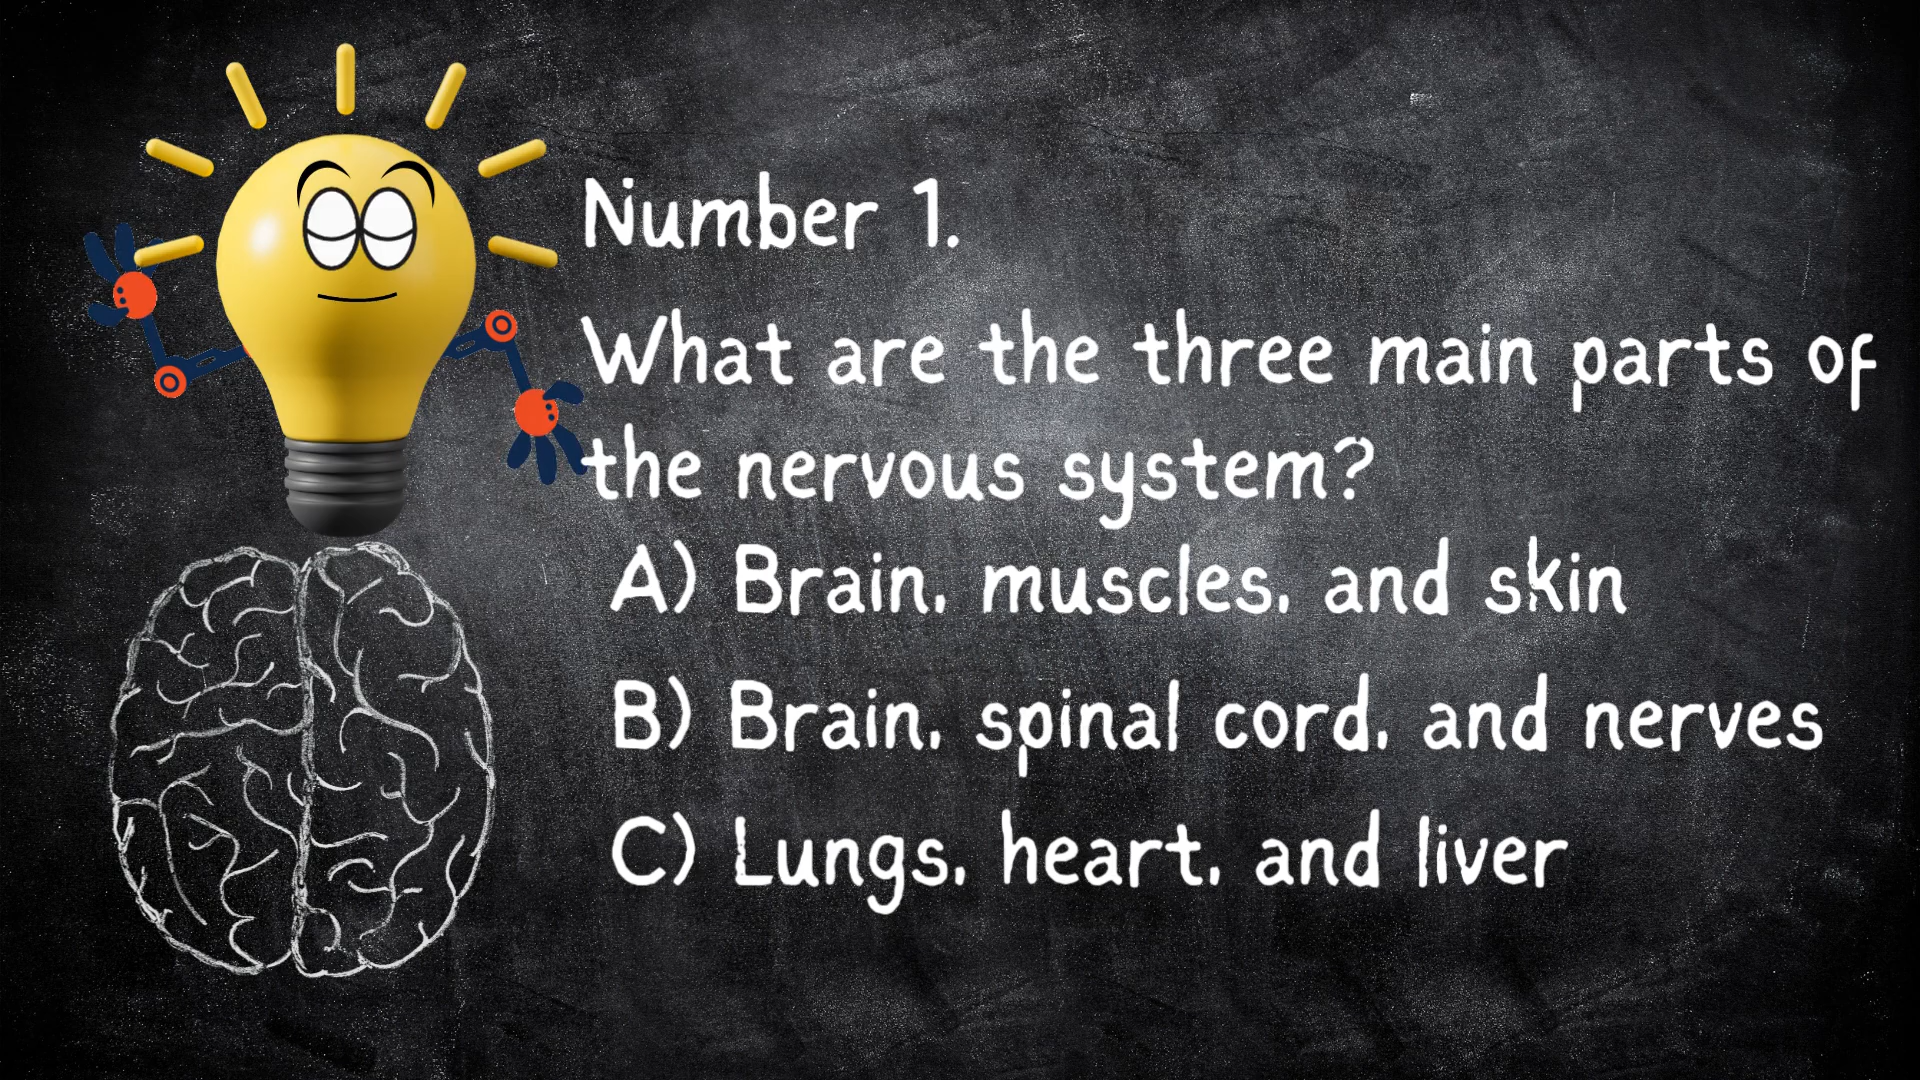 Number 1.
What are the three main parts of
the nervous system?
A) Brain, muscles, and skin
B) Brain, spinal cord, and nerves
C) Lungs, heart, and liver